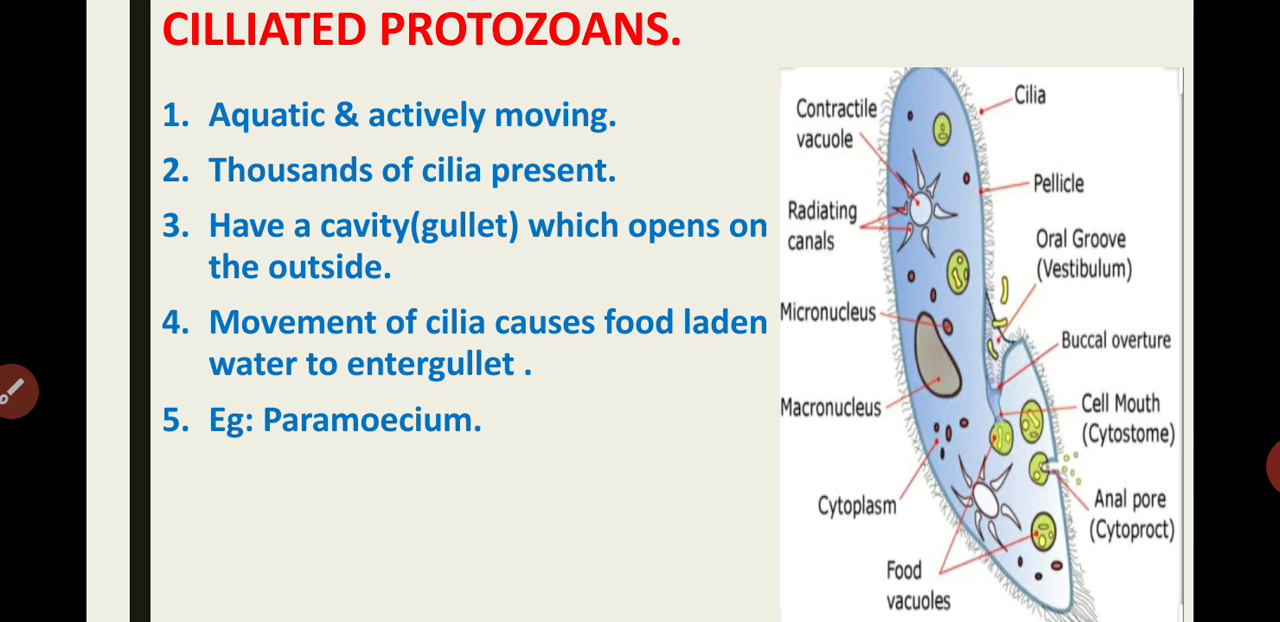 CILLIATED PROTOZOANS.
1. Aquatic & actively moving.
2. Thousands of cilia present.
3. Have a cavity(gullet) which opens on
the outside.
4. Movement of cilia causes food laden
water to entergullet .
5. Eg: Paramoecium.
Contractile
vacuole
Radiating
canals
Micronucleus
Macronucleus
Cytoplasm
Food
vacuoles
Cilia
Pellicle
Oral Groove
(Vestibulum)
Buccal overture
Cell Mouth
(Cytostome)
Anal pore
(Cytoproct)